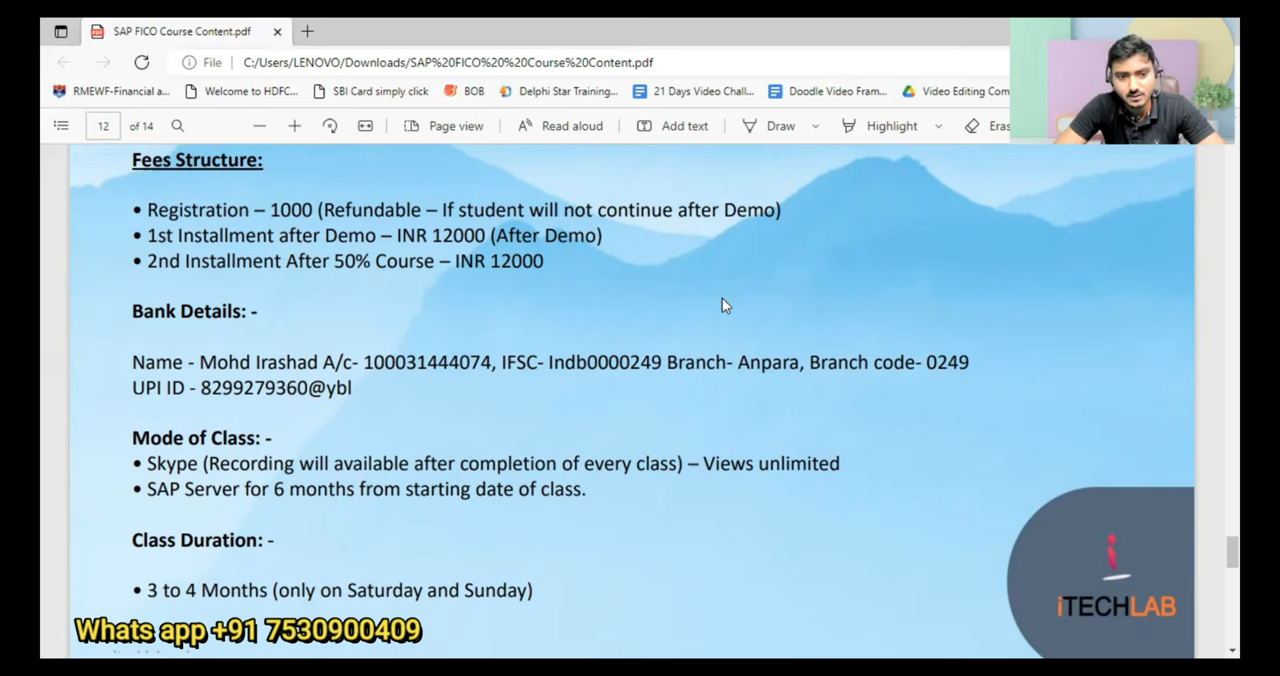 SAP FICO Course Content.pdf
File C:/Users/LENOVO/Downloads/SAP%20FICO%20%20Course%20Content.pdf
RMEWF-Financial a... Welcome to HDFC... SBI Card simply click BOB Delphi Star Training... 21 Days Video Chall... Doodle Video Fram... Video Editing Com
12 of 14 Page view Read aloud Add text Draw Highlight Eras
Fees Structure:
• Registration – 1000 (Refundable – If student will not continue after Demo)
• 1st Installment after Demo – INR 12000 (After Demo)
• 2nd Installment After 50% Course – INR 12000
Bank Details: -
Name - Mohd Irashad A/c- 100031444074, IFSC- Indb0000249 Branch- Anpara, Branch code- 0249
UPI ID - 8299279360@ybl
Mode of Class: -
• Skype (Recording will available after completion of every class) – Views unlimited
• SAP Server for 6 months from starting date of class.
Class Duration: -
• 3 to 4 Months (only on Saturday and Sunday)
iTECHLAB
Whats app +91 7530900409